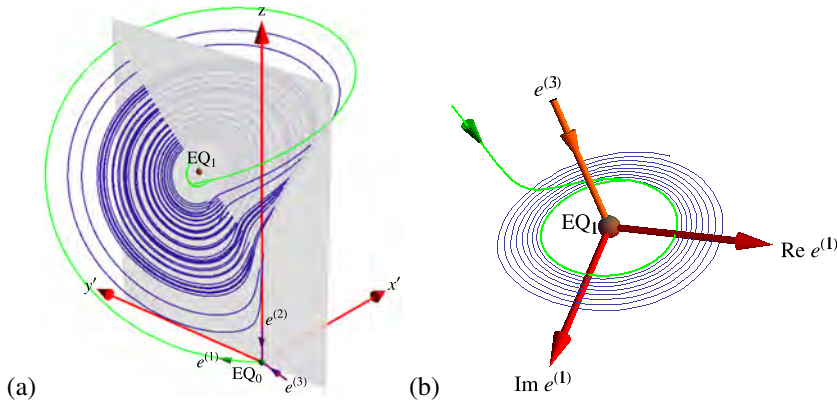 z
EQ₁
y′
x′
e⁽²⁾
e⁽¹⁾
EQ₀
e⁽³⁾
(a)
e⁽³⁾
EQ₁
Re e⁽¹⁾
Im e⁽¹⁾
(b)